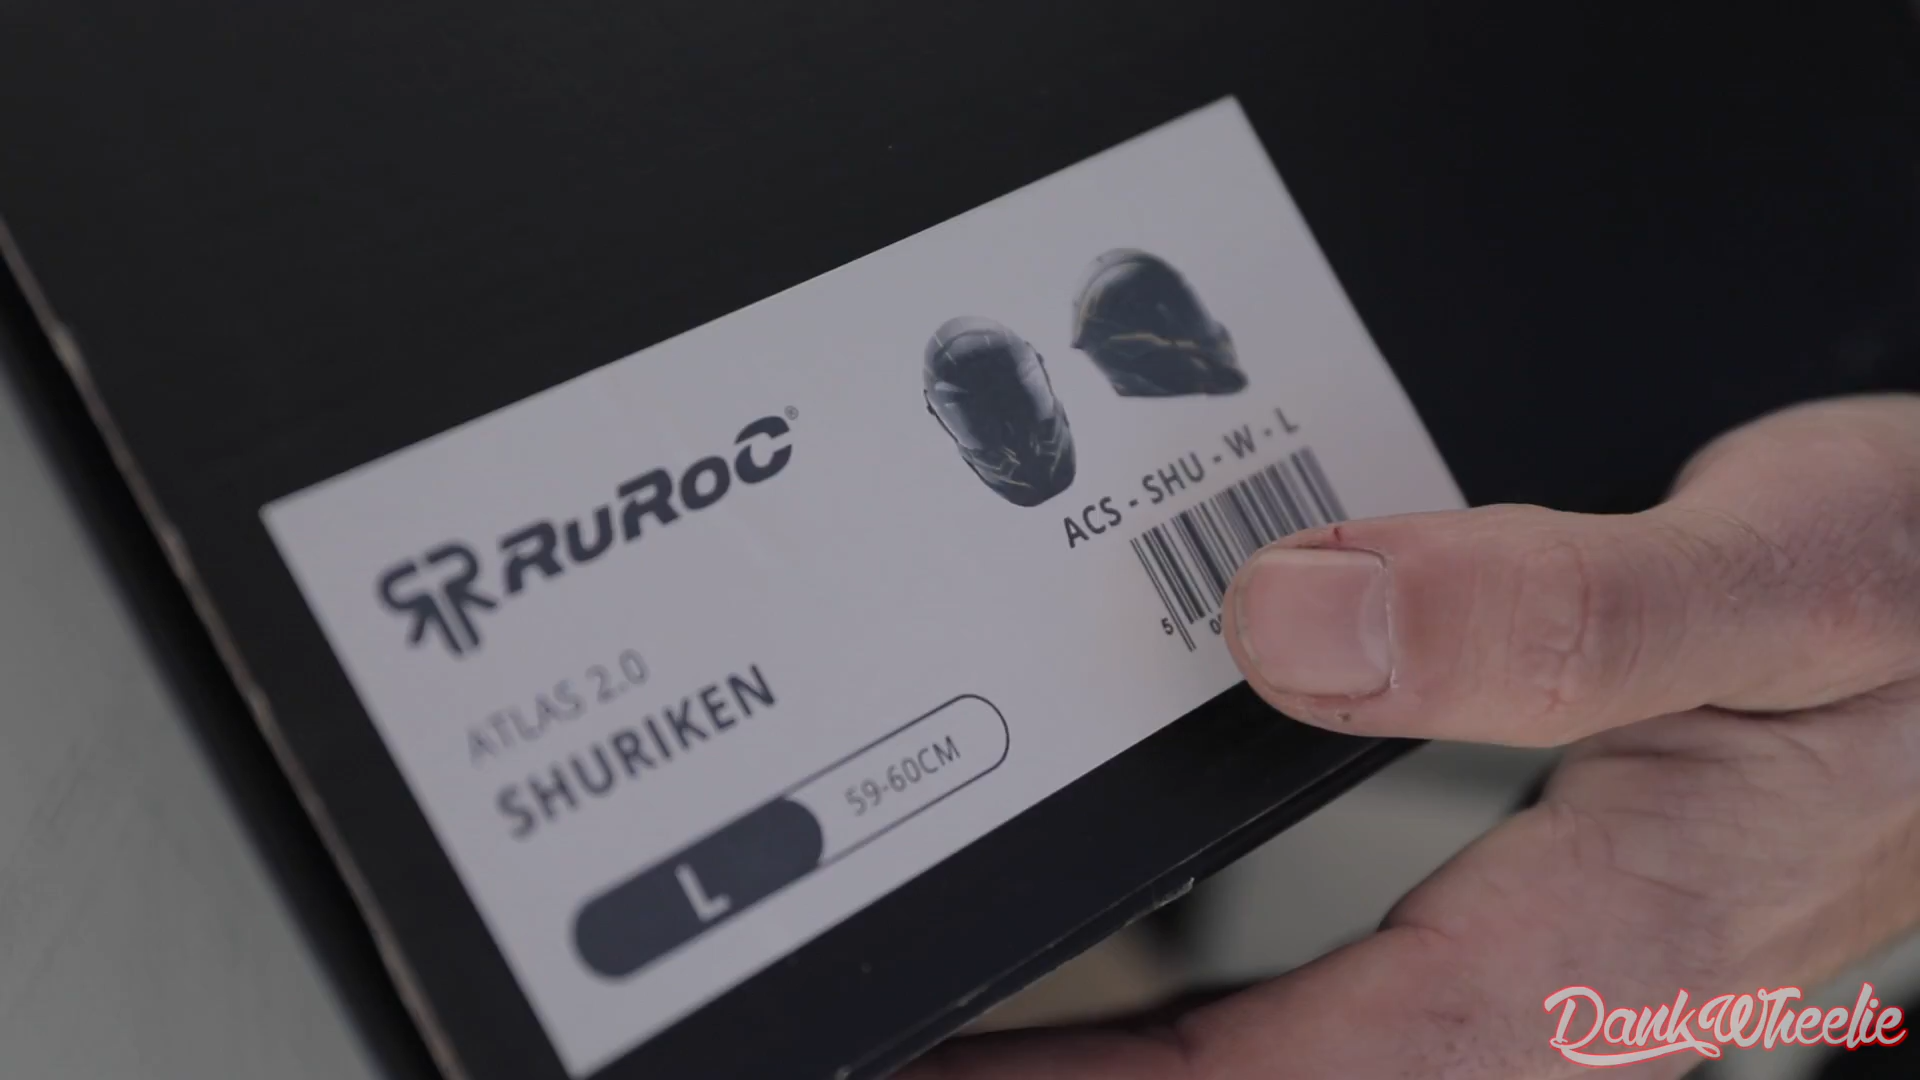 RuRoc®
ATLAS 2.0
SHURIKEN
L 59-60CM
ACS - SHU - W - L
5
DankWheelie